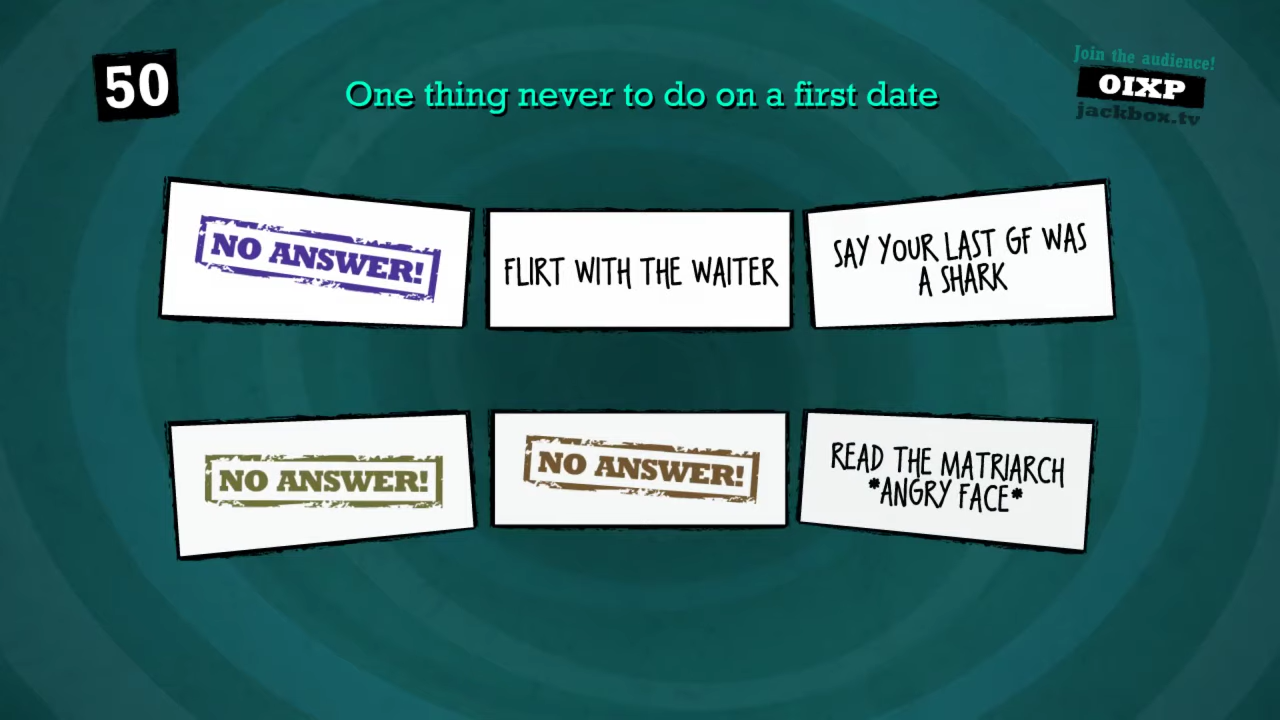 50
One thing never to do on a first date
Join the audience!
OIXP
jackbox.tv
NO ANSWER!
FLIRT WITH THE WAITER
SAY YOUR LAST GF WAS
A SHARK
NO ANSWER!
NO ANSWER!
READ THE MATRIARCH
*ANGRY FACE*